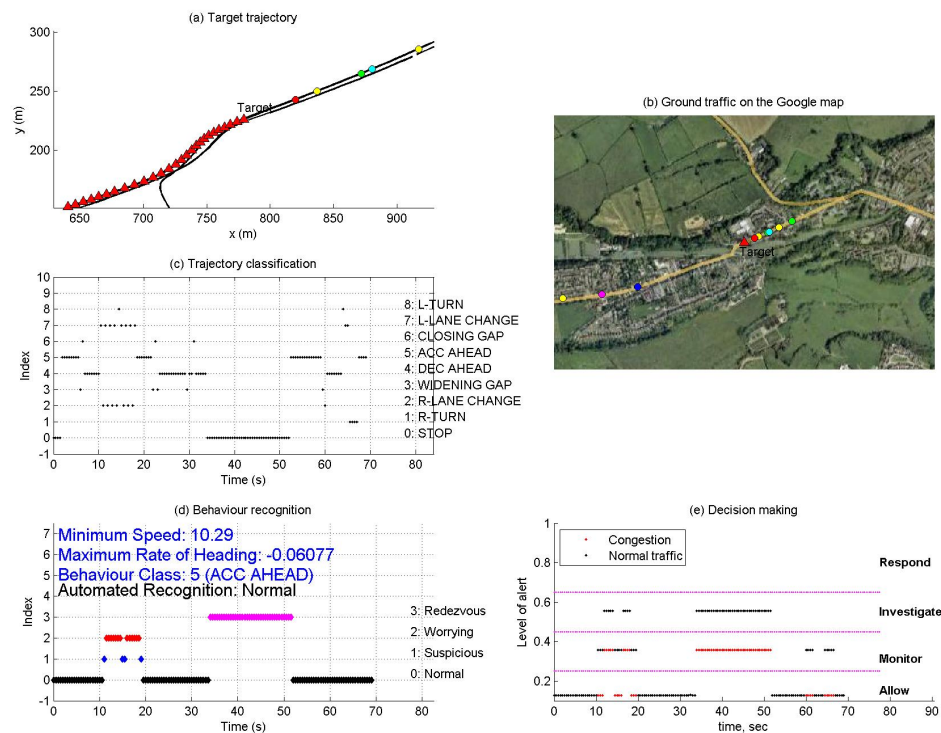 (a) Target trajectory
300
250
200
y (m)
Target
650
700
750
800
850
900
x (m)
(b) Ground traffic on the Google map
Target
(c) Trajectory classification
10
9
8
7
6
5
4
3
2
1
0
-1
Index
8: L-TURN
7: L-LANE CHANGE
6: CLOSING GAP
5: ACC AHEAD
4: DEC AHEAD
3: WIDENING GAP
2: R-LANE CHANGE
1: R-TURN
0: STOP
0
10
20
30
40
50
60
70
80
Time (s)
(d) Behaviour recognition
7
6
5
4
3
2
1
0
-1
Index
Minimum Speed: 10.29
Maximum Rate of Heading: -0.06077
Behaviour Class: 5 (ACC AHEAD)
Automated Recognition: Normal
3: Redezvous
2: Worrying
1: Suspicious
0: Normal
0
10
20
30
40
50
60
70
80
Time (s)
(e) Decision making
1
0.8
0.6
0.4
0.2
Level of alert
Congestion
Normal traffic
Respond
Investigate
Monitor
Allow
0
10
20
30
40
50
60
70
80
90
time, sec